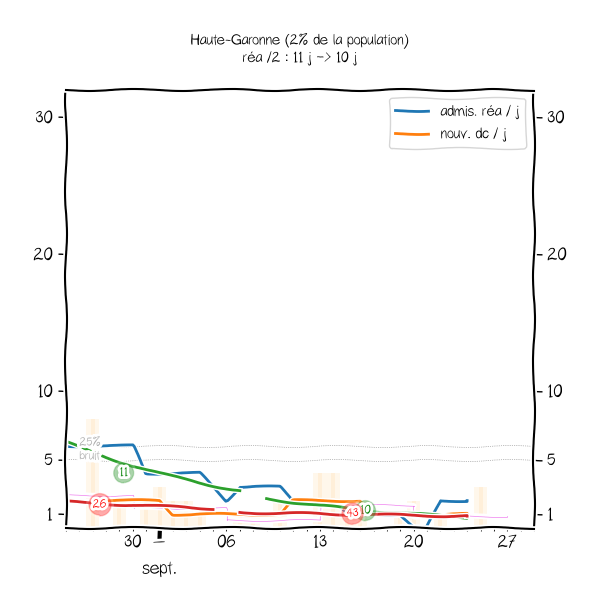 Haute-Garonne (2% de la population)
réa /2 : 11 j -> 10 j
admis. réa / j
nouv. dc / j
30 30
20 20
10 10
5 5
1 1
25%
bruit
11
26
43 10
30 1 06 13 20 27
sept.